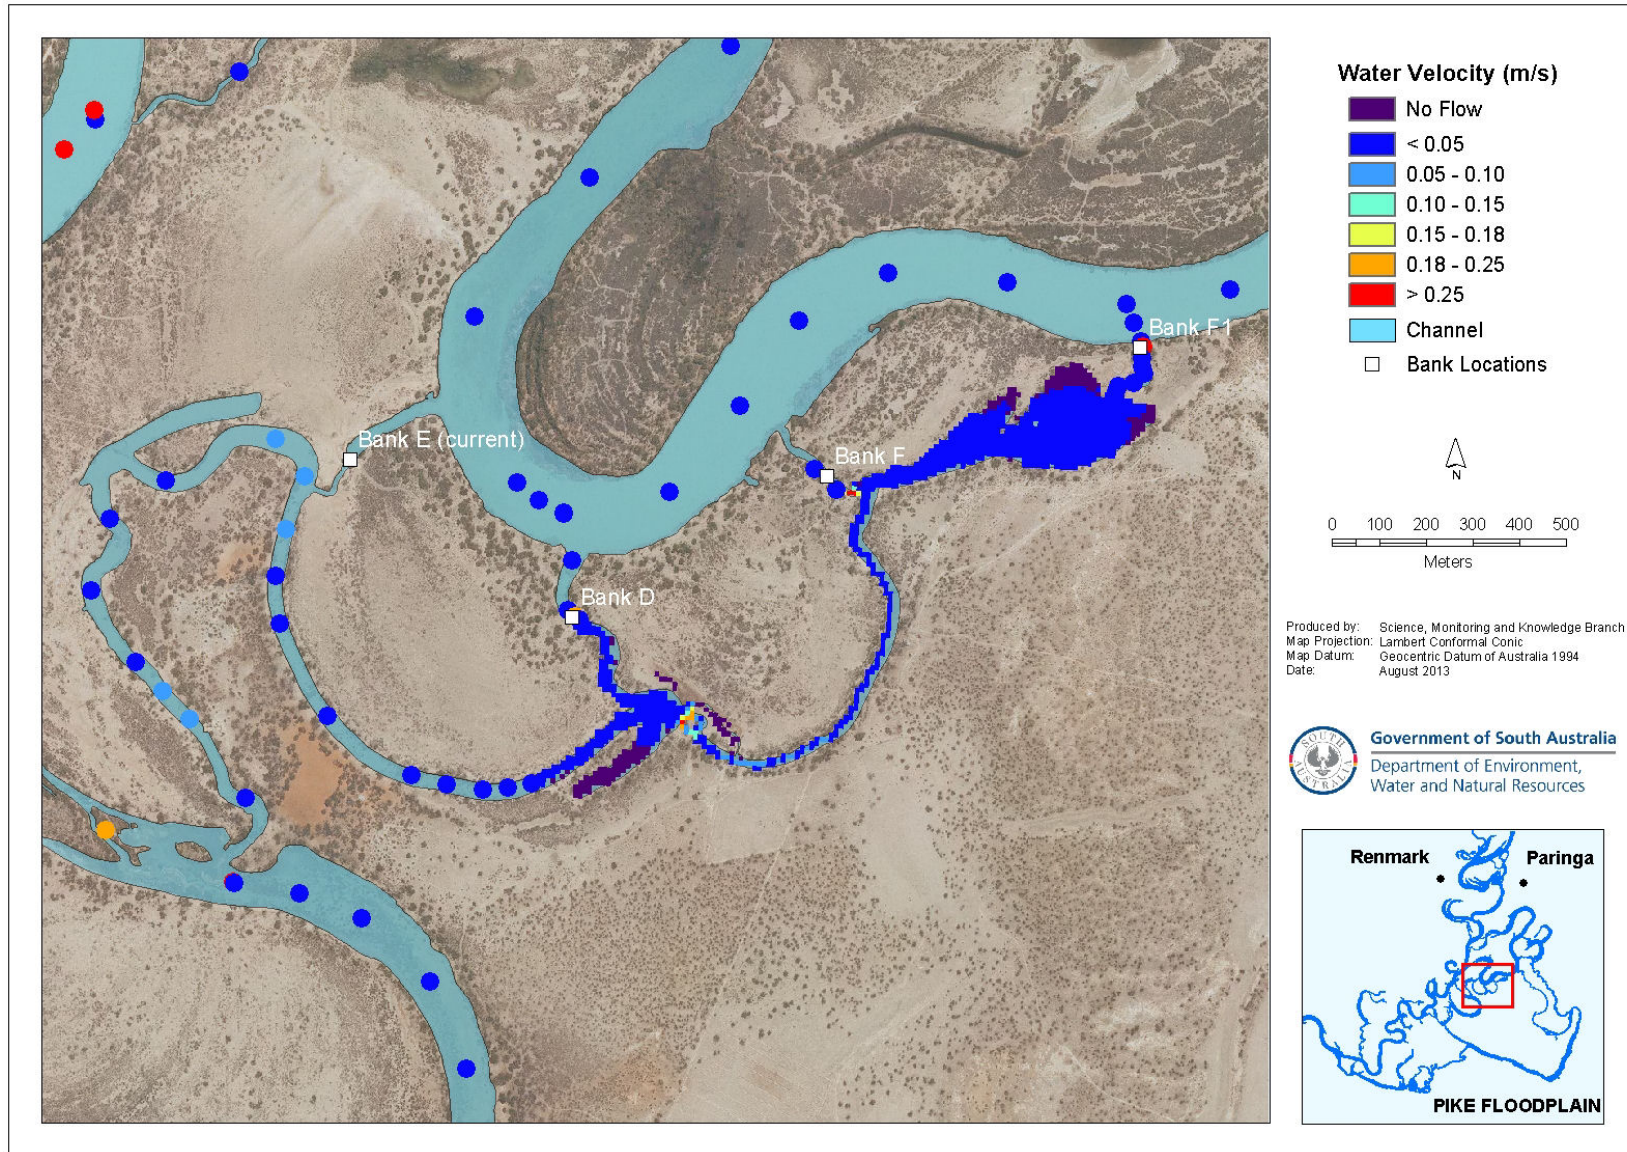 Water Velocity (m/s)
No Flow
< 0.05
0.05 - 0.10
0.10 - 0.15
0.15 - 0.18
0.18 - 0.25
> 0.25
Channel
Bank Locations
Bank F1
Bank E (current)
Bank F
Bank D
N
0 100 200 300 400 500
Meters
Produced by: Science, Monitoring and Knowledge Branch
Map Projection: Lambert Conformal Conic
Map Datum: Geocentric Datum of Australia 1994
Date: August 2013
SOUTH AUSTRALIA
Government of South Australia
Department of Environment,
Water and Natural Resources
Renmark
Paringa
PIKE FLOODPLAIN